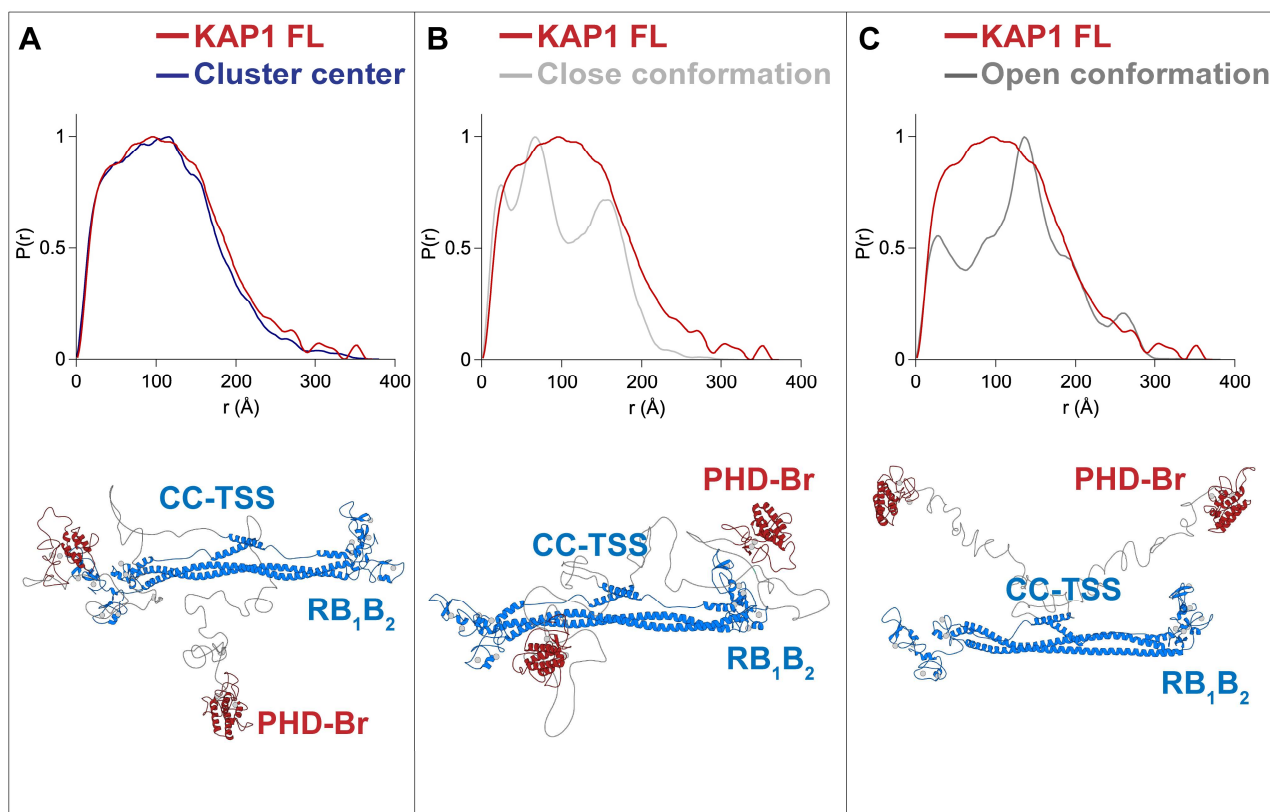 A
KAP1 FL
Cluster center
1
0.5
0
P(r)
0 100 200 300 400
r (Å)
CC-TSS
RB1B2
PHD-Br
B
KAP1 FL
Close conformation
1
0.5
0
P(r)
0 100 200 300 400
r (Å)
PHD-Br
CC-TSS
RB1B2
C
KAP1 FL
Open conformation
1
0.5
0
P(r)
0 100 200 300 400
r (Å)
PHD-Br
CC-TSS
RB1B2